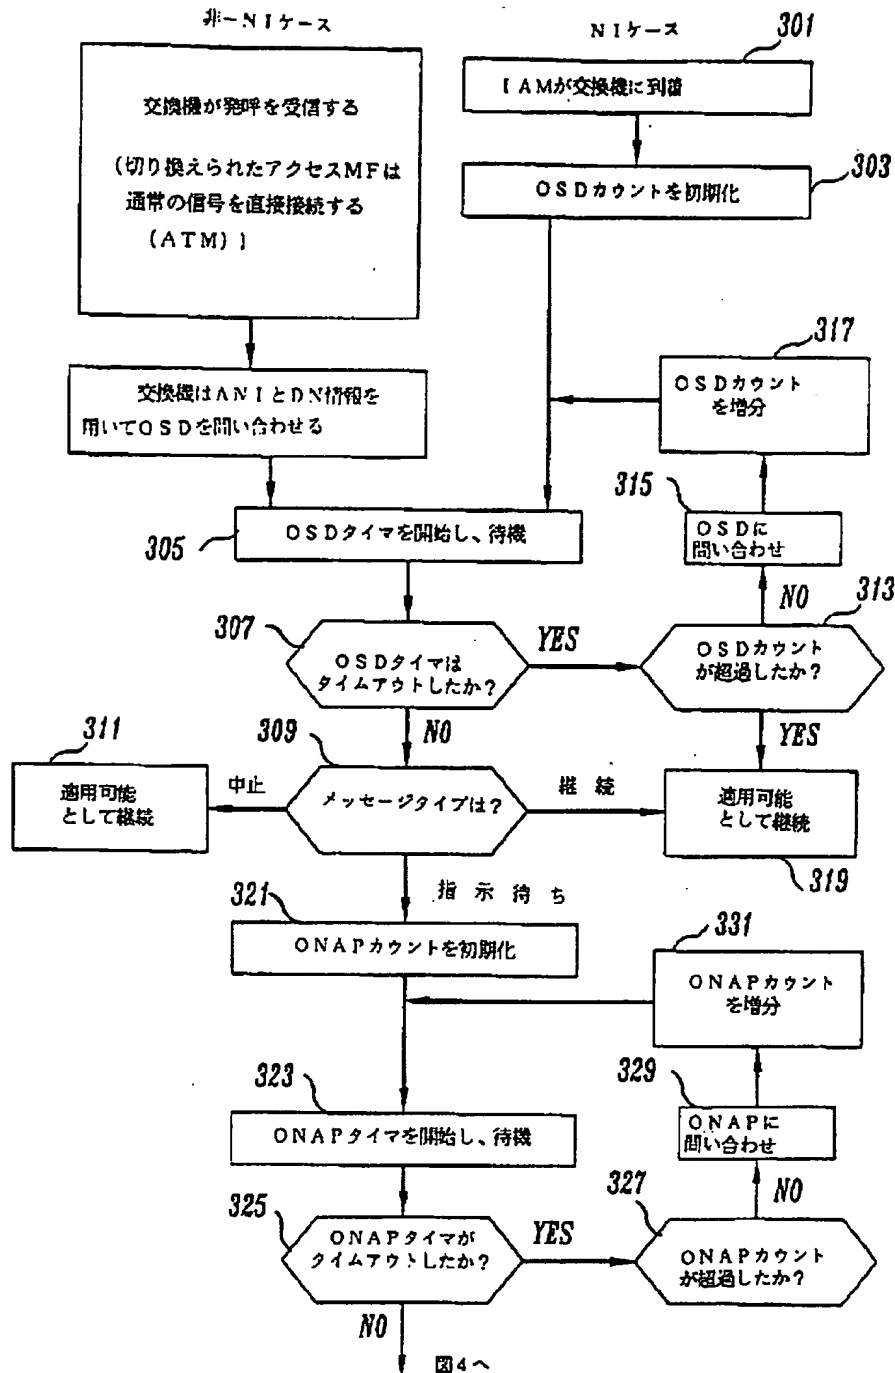 非－NIケース
NIケース
301
IAMが交換機に到着
交換機が発呼を受信する
(切り換えられたアクセスMFは
通常の信号を直接接続する
(ATM))
303
OSDカウントを初期化
317
OSDカウント
を増分
交換機はANIとDN情報を
用いてOSDを問い合わせる
315
OSDに
問い合わせ
305
OSDタイマを開始し、待機
NO
313
307
OSDタイマは
タイムアウトしたか?
YES
OSDカウント
が超過したか?
NO
YES
311
適用可能
として継続
中止
309
メッセージタイプは?
継続
適用可能
として継続
319
指示待ち
321
ONAPカウントを初期化
331
ONAPカウント
を増分
323
ONAPタイマを開始し、待機
329
ONAPに
問い合わせ
NO
325
ONAPタイマが
タイムアウトしたか?
YES
327
ONAPカウント
が超過したか?
NO
図4へ